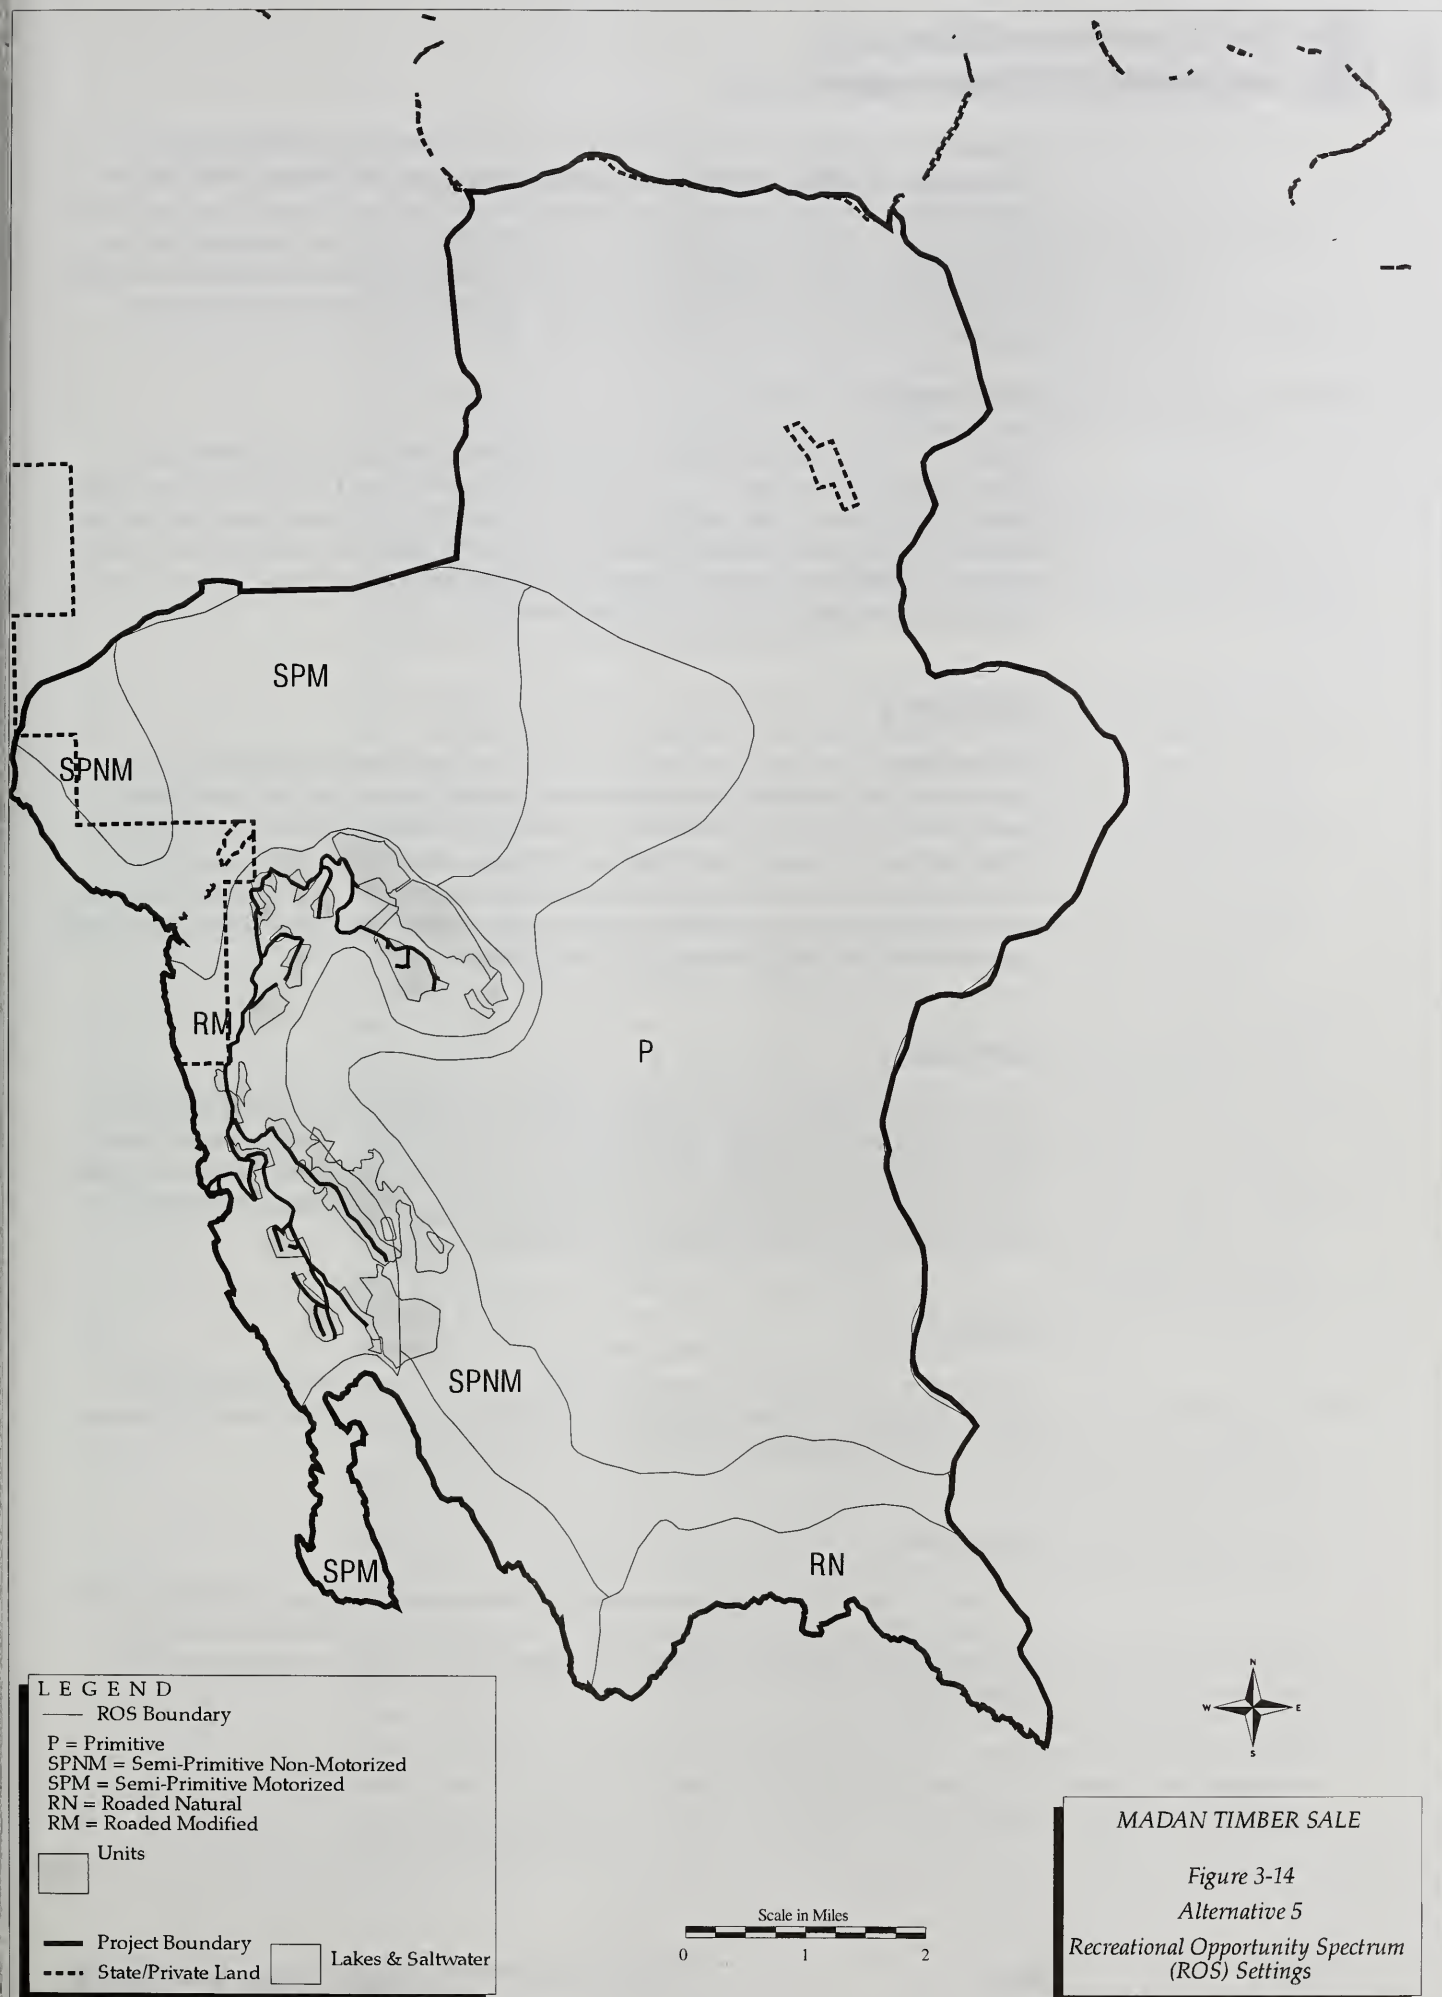 SPM
SPNM
RM
P
SPNM
SPM
RN
LEGEND
ROS Boundary
P = Primitive
SPNM = Semi-Primitive Non-Motorized
SPM = Semi-Primitive Motorized
RN = Roaded Natural
RM = Roaded Modified
Units
Project Boundary
State/Private Land
Lakes & Saltwater
Scale in Miles
0 1 2
N
W E
S
MADAN TIMBER SALE
Figure 3-14
Alternative 5
Recreational Opportunity Spectrum
(ROS) Settings